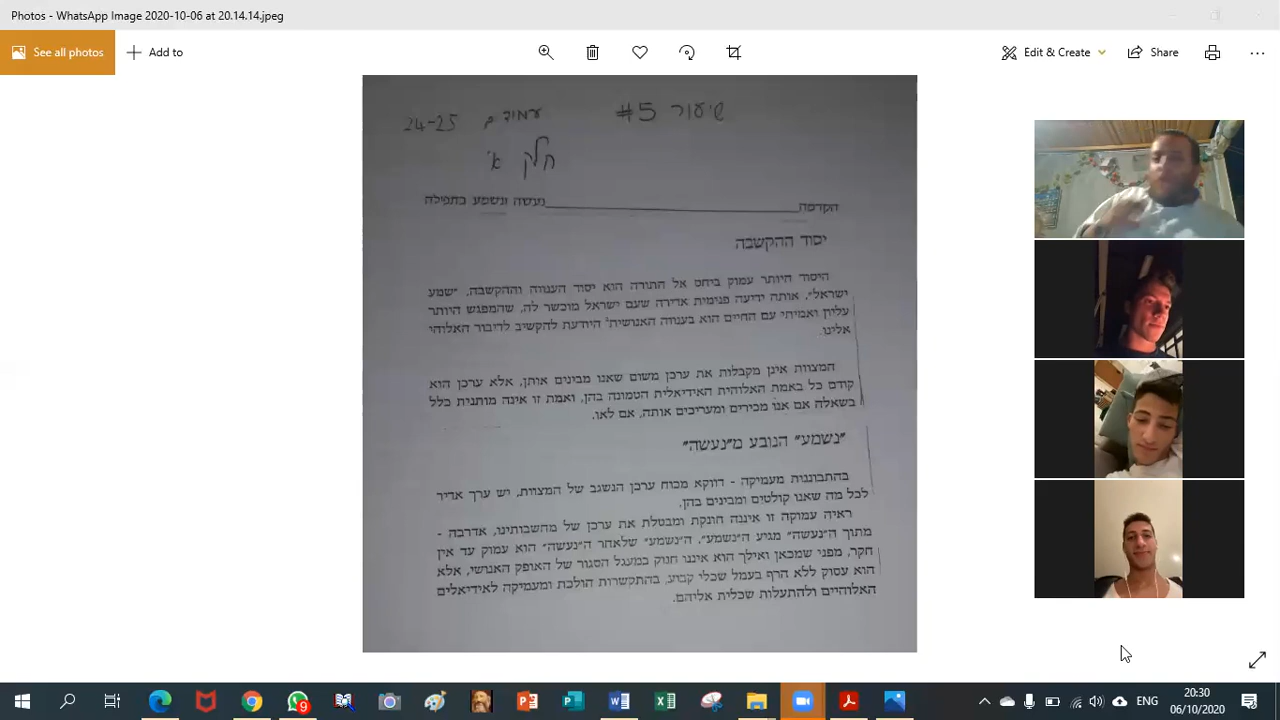 Photos - WhatsApp Image 2020-10-06 at 20.14.14.jpeg
See all photos
Add to
Edit & Create
Share
שיעור #5 עמודים 24-25
חלק א'
הקדמה נעשה ונשמע בתפילה
יסוד ההקשבה
היסוד היותר עמוק ביחס אל התורה הוא יסוד הענווה וההקשבה. "שמע
ישראל". אותה ידיעה פנימית אדירה שעם ישראל מוכשר לה, שהמפגש היותר
עליון ואמיתי עם החיים הוא בענווה האנושית היודעת להקשיב לדיבור האלוהי
אלינו.
המצוות אינן מקבלות את ערכן משום שאנו מבינים אותן, אלא ערכן הוא
קודם כל באמת האלוהית האידיאלית הטמונה בהן, ואמת זו אינה מותנית כלל
בשאלה אם אנו מכירים ומעריכים אותה, אם לאו.
"נשמע" הנובע מ"נעשה"
בהתבוננות מעמיקה - דווקא מכוח ערכן הנשגב של המצוות, יש ערך אדיר
לכל מה שאנו קולטים ומבינים בהן.
ראיה עמוקה זו איננה חונקת ומבטלת את ערכן של מחשבותינו, אדרבה -
מתוך ה"נעשה" מגיע ה"נשמע". ה"נשמע" שלאחר ה"נעשה" הוא עמוק עד אין
חקר, מפני שמכאן ואילך הוא איננו חנוק במעגל הסגור של האופק האנושי, אלא
הוא עסוק ללא הרף בעמל שכלי קבוע, בהתקשרות הולכת ומעמיקה לאידיאלים
האלוהיים ולהתעלות שכלית אליהם.
9
ENG
20:30
06/10/2020